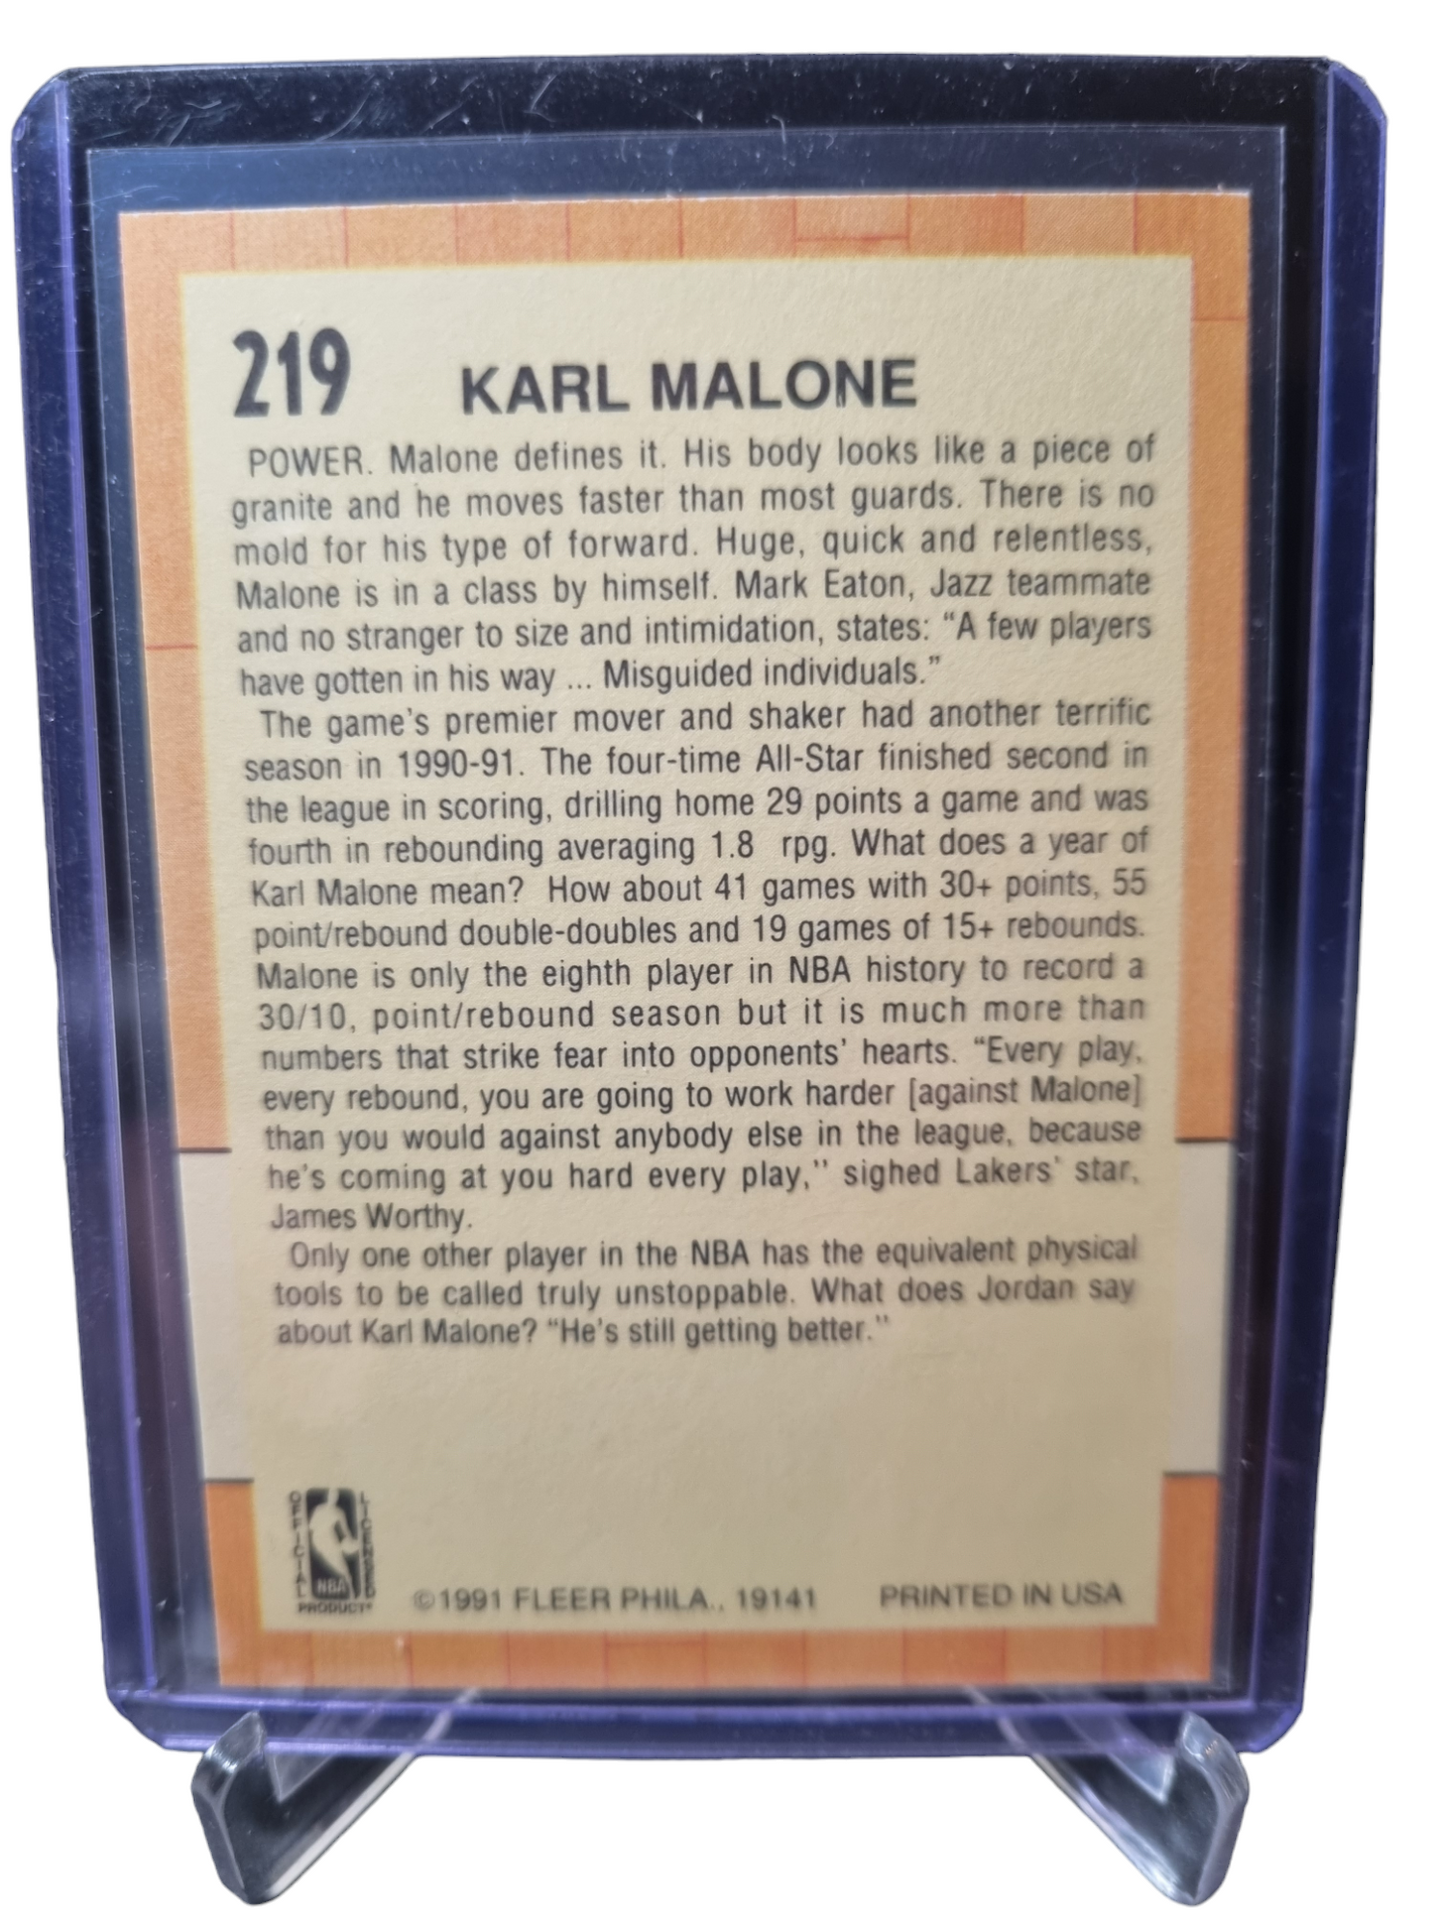 219 KARL MALONE
POWER. Malone defines it. His body looks like a piece of
granite and he moves faster than most guards. There is no
mold for his type of forward. Huge, quick and relentless,
Malone is in a class by himself. Mark Eaton, Jazz teammate
and no stranger to size and intimidation, states: “A few players
have gotten in his way ... Misguided individuals.”
The game's premier mover and shaker had another terrific
season in 1990-91. The four-time All-Star finished second in
the league in scoring, drilling home 29 points a game and was
fourth in rebounding averaging 1.8 rpg. What does a year of
Karl Malone mean? How about 41 games with 30+ points, 55
point/rebound double-doubles and 19 games of 15+ rebounds.
Malone is only the eighth player in NBA history to record a
30/10, point/rebound season but it is much more than
numbers that strike fear into opponents' hearts. “Every play,
every rebound, you are going to work harder [against Malone]
than you would against anybody else in the league, because
he's coming at you hard every play,” sighed Lakers' star,
James Worthy.
Only one other player in the NBA has the equivalent physical
tools to be called truly unstoppable. What does Jordan say
about Karl Malone? “He's still getting better.”
OFFICIAL LICENSED
NBA
PRODUCT
©1991 FLEER PHILA., 19141 PRINTED IN USA